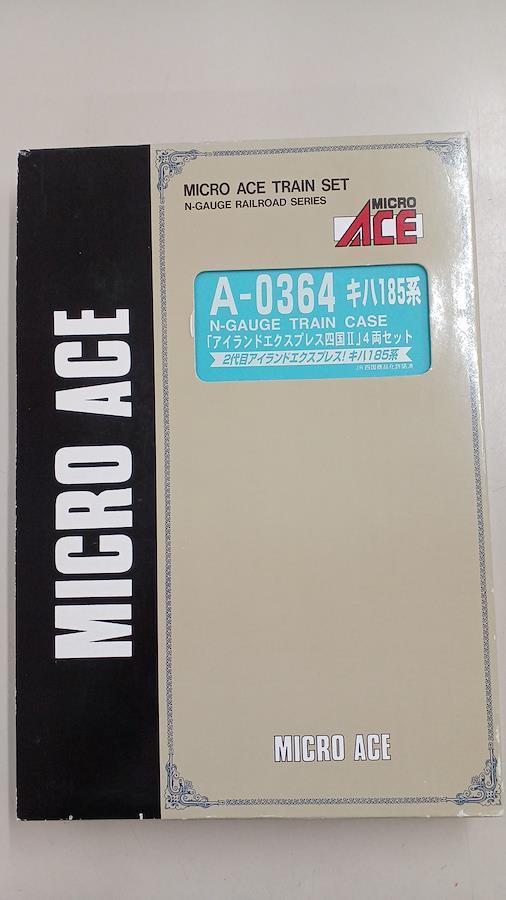 MICRO ACE
MICRO ACE TRAIN SET
N-GAUGE RAILROAD SERIES
MICRO
ACE
A-0364 キハ185系
N-GAUGE TRAIN CASE
「アイランドエクスプレス四国II」4両セット
2代目アイランドエクスプレス!キハ185系
JR四国商品化許諾済
MICRO ACE